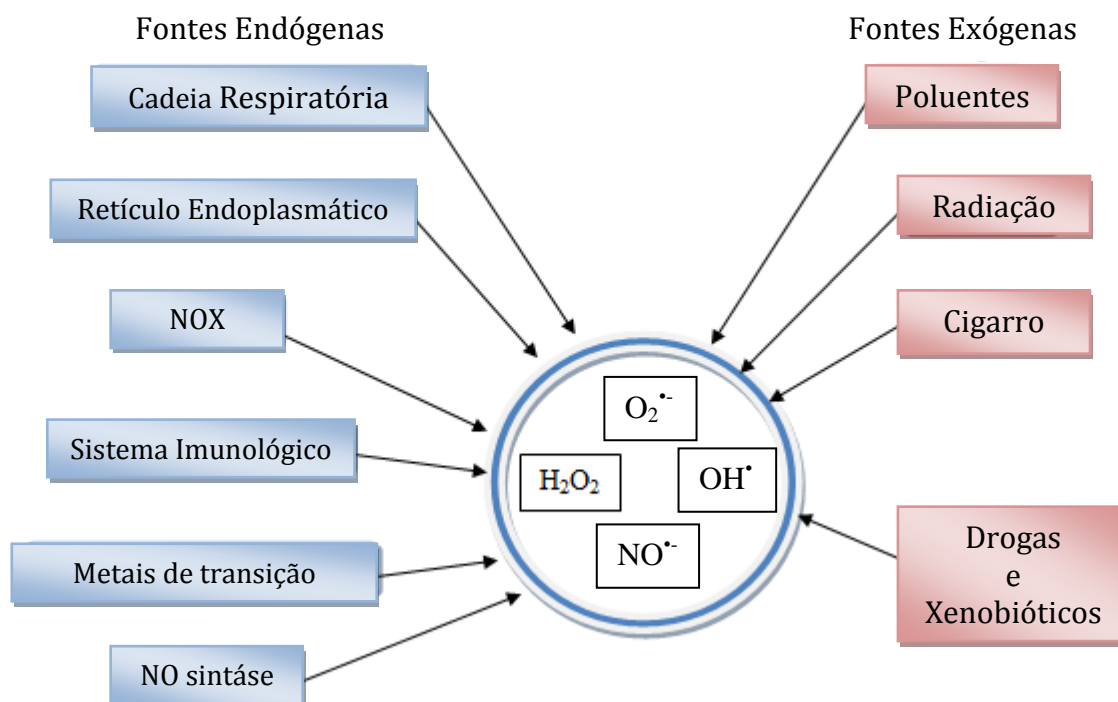 Fontes Endógenas
Cadeia Respiratória
Retículo Endoplasmático
NOX
Sistema Imunológico
Metais de transição
NO sintáse
O₂•-
H₂O₂
OH•
NO•-
Fontes Exógenas
Poluentes
Radiação
Cigarro
Drogas
e
Xenobióticos